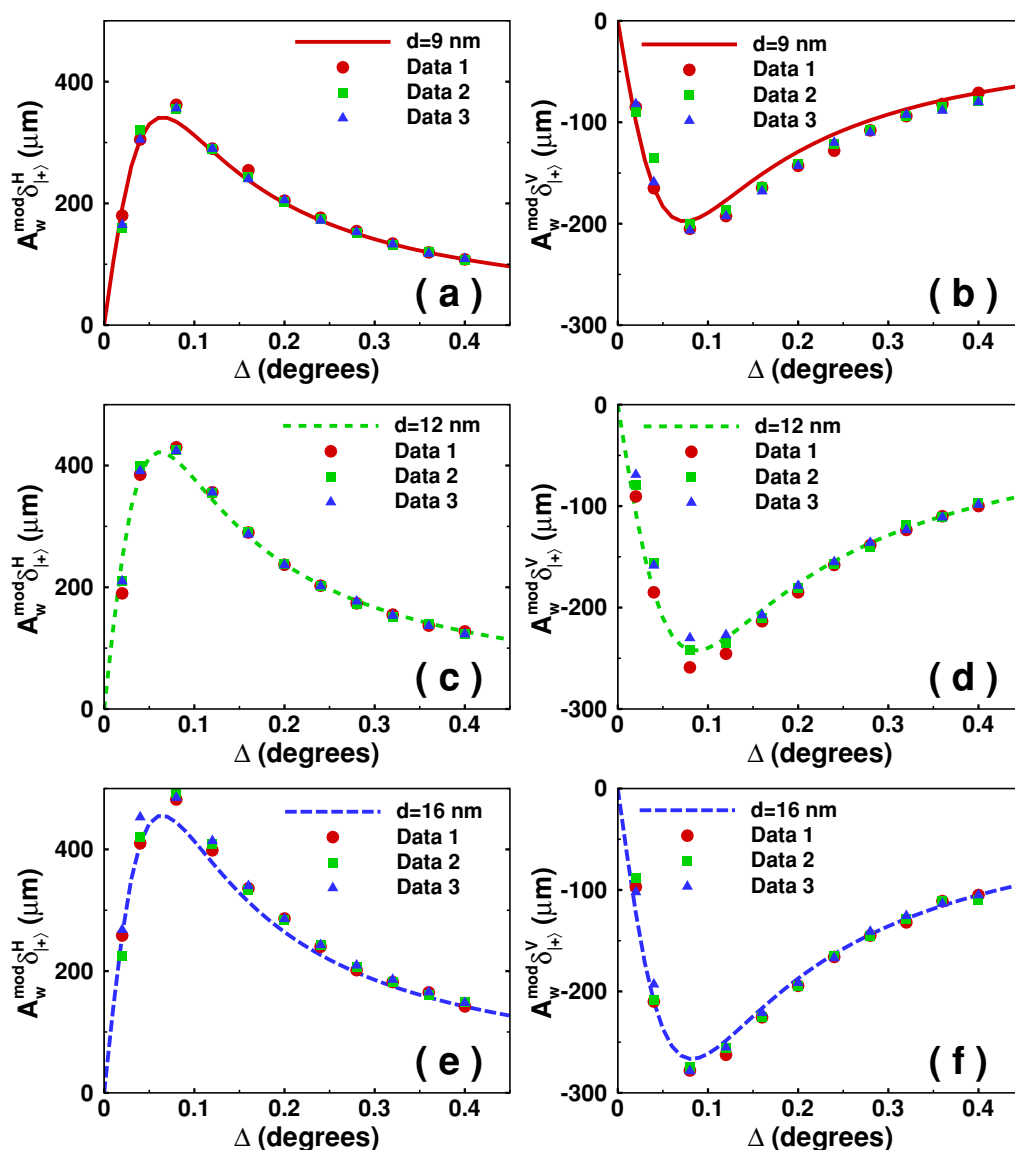 A_w^mod δ_|+⟩^H (μm)
400
200
0
d=9 nm
Data 1
Data 2
Data 3
( a )
0 0.1 0.2 0.3 0.4
Δ (degrees)
A_w^mod δ_|+⟩^V (μm)
0
-100
-200
-300
d=9 nm
Data 1
Data 2
Data 3
( b )
0 0.1 0.2 0.3 0.4
Δ (degrees)
A_w^mod δ_|+⟩^H (μm)
400
200
0
d=12 nm
Data 1
Data 2
Data 3
( c )
0 0.1 0.2 0.3 0.4
Δ (degrees)
A_w^mod δ_|+⟩^V (μm)
0
-100
-200
-300
d=12 nm
Data 1
Data 2
Data 3
( d )
0 0.1 0.2 0.3 0.4
Δ (degrees)
A_w^mod δ_|+⟩^H (μm)
400
200
0
d=16 nm
Data 1
Data 2
Data 3
( e )
0 0.1 0.2 0.3 0.4
Δ (degrees)
A_w^mod δ_|+⟩^V (μm)
0
-100
-200
-300
d=16 nm
Data 1
Data 2
Data 3
( f )
0 0.1 0.2 0.3 0.4
Δ (degrees)